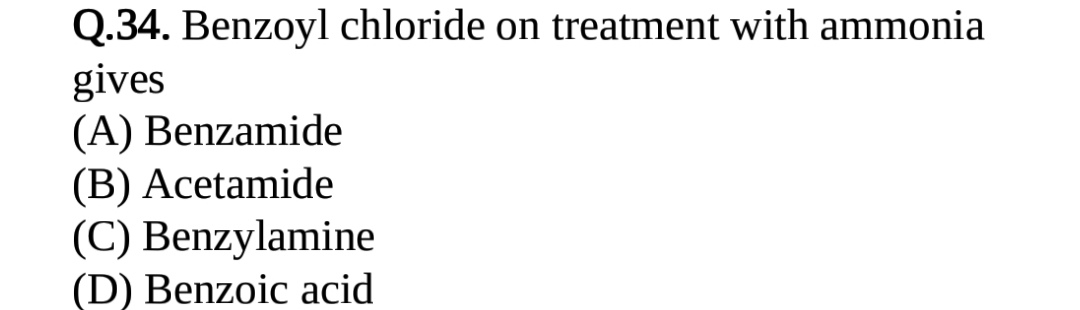 Q.34. Benzoyl chloride on treatment with ammonia
gives
(A) Benzamide
(B) Acetamide
(C) Benzylamine
(D) Benzoic acid